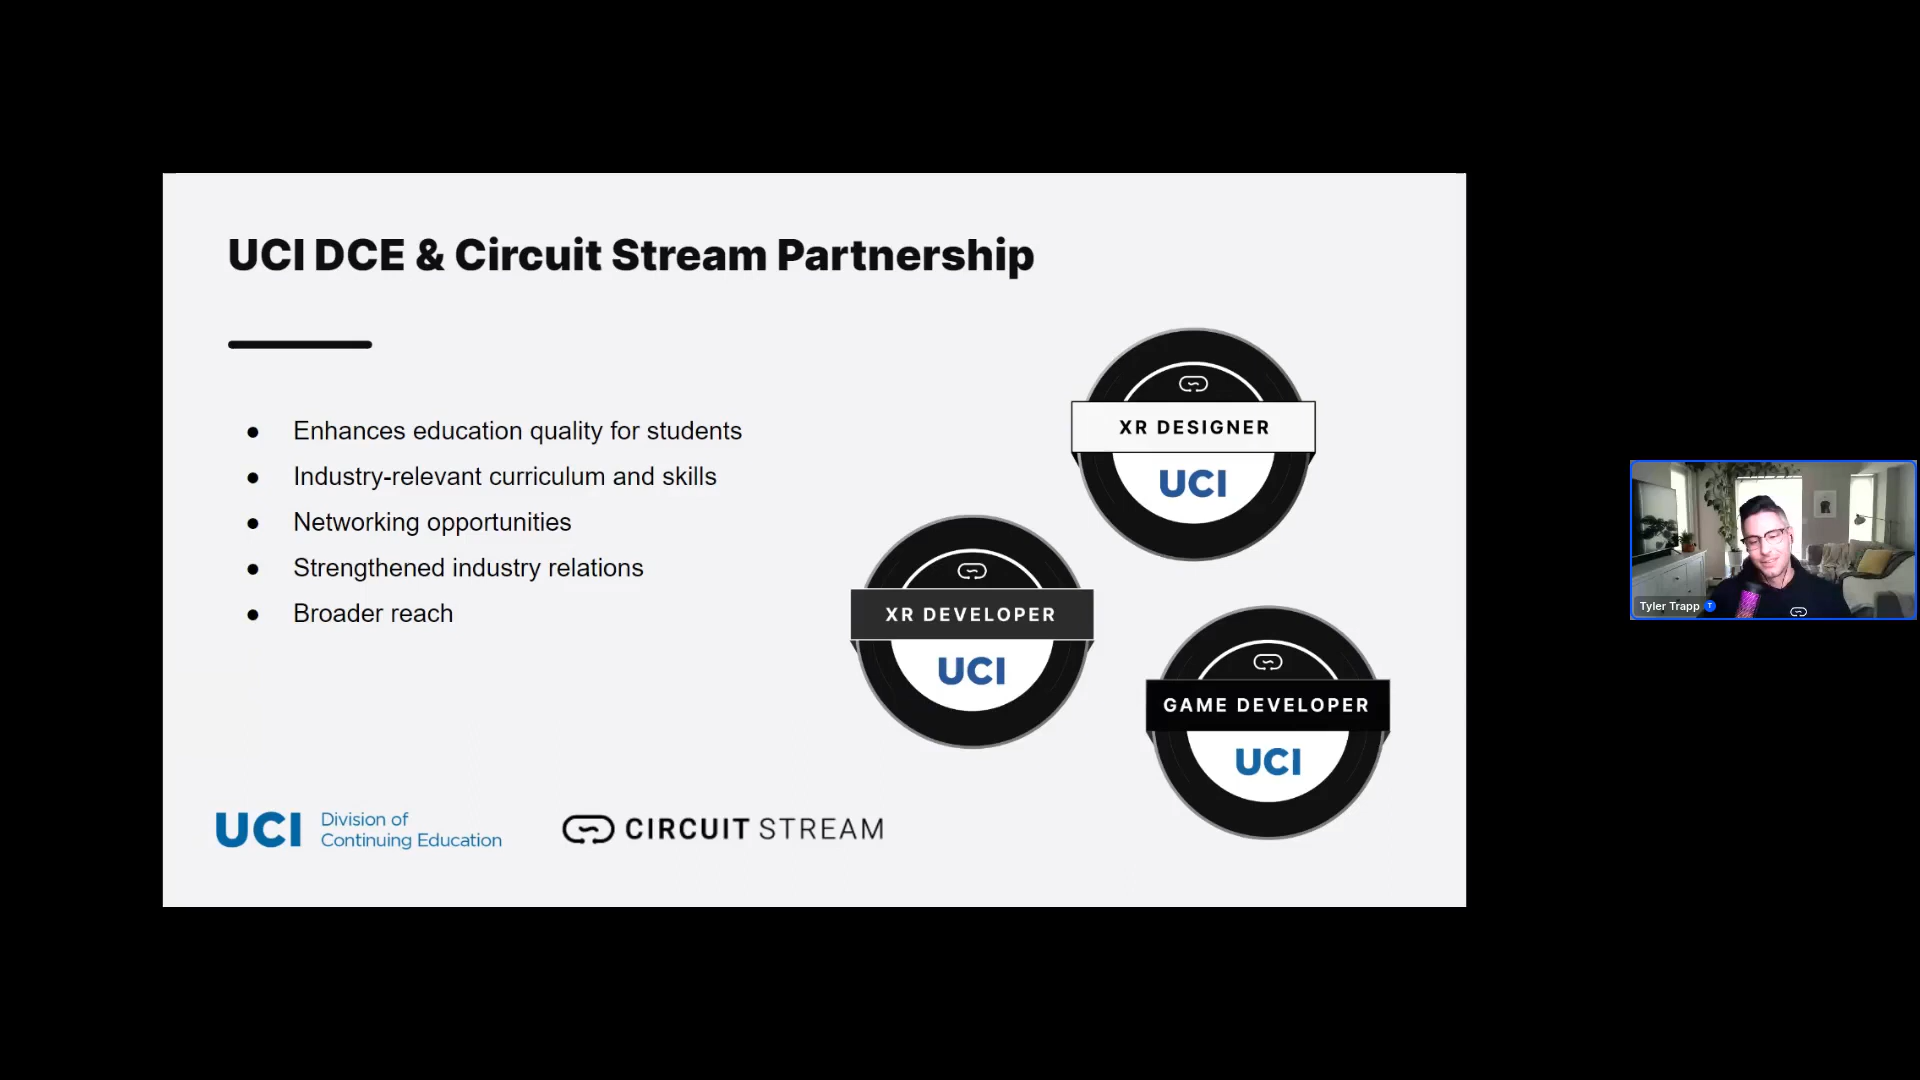 UCI DCE & Circuit Stream Partnership
● Enhances education quality for students
● Industry-relevant curriculum and skills
● Networking opportunities
● Strengthened industry relations
● Broader reach
XR DESIGNER
UCI
XR DEVELOPER
UCI
GAME DEVELOPER
UCI
UCI Division of
Continuing Education
CIRCUIT STREAM
Tyler Trapp T